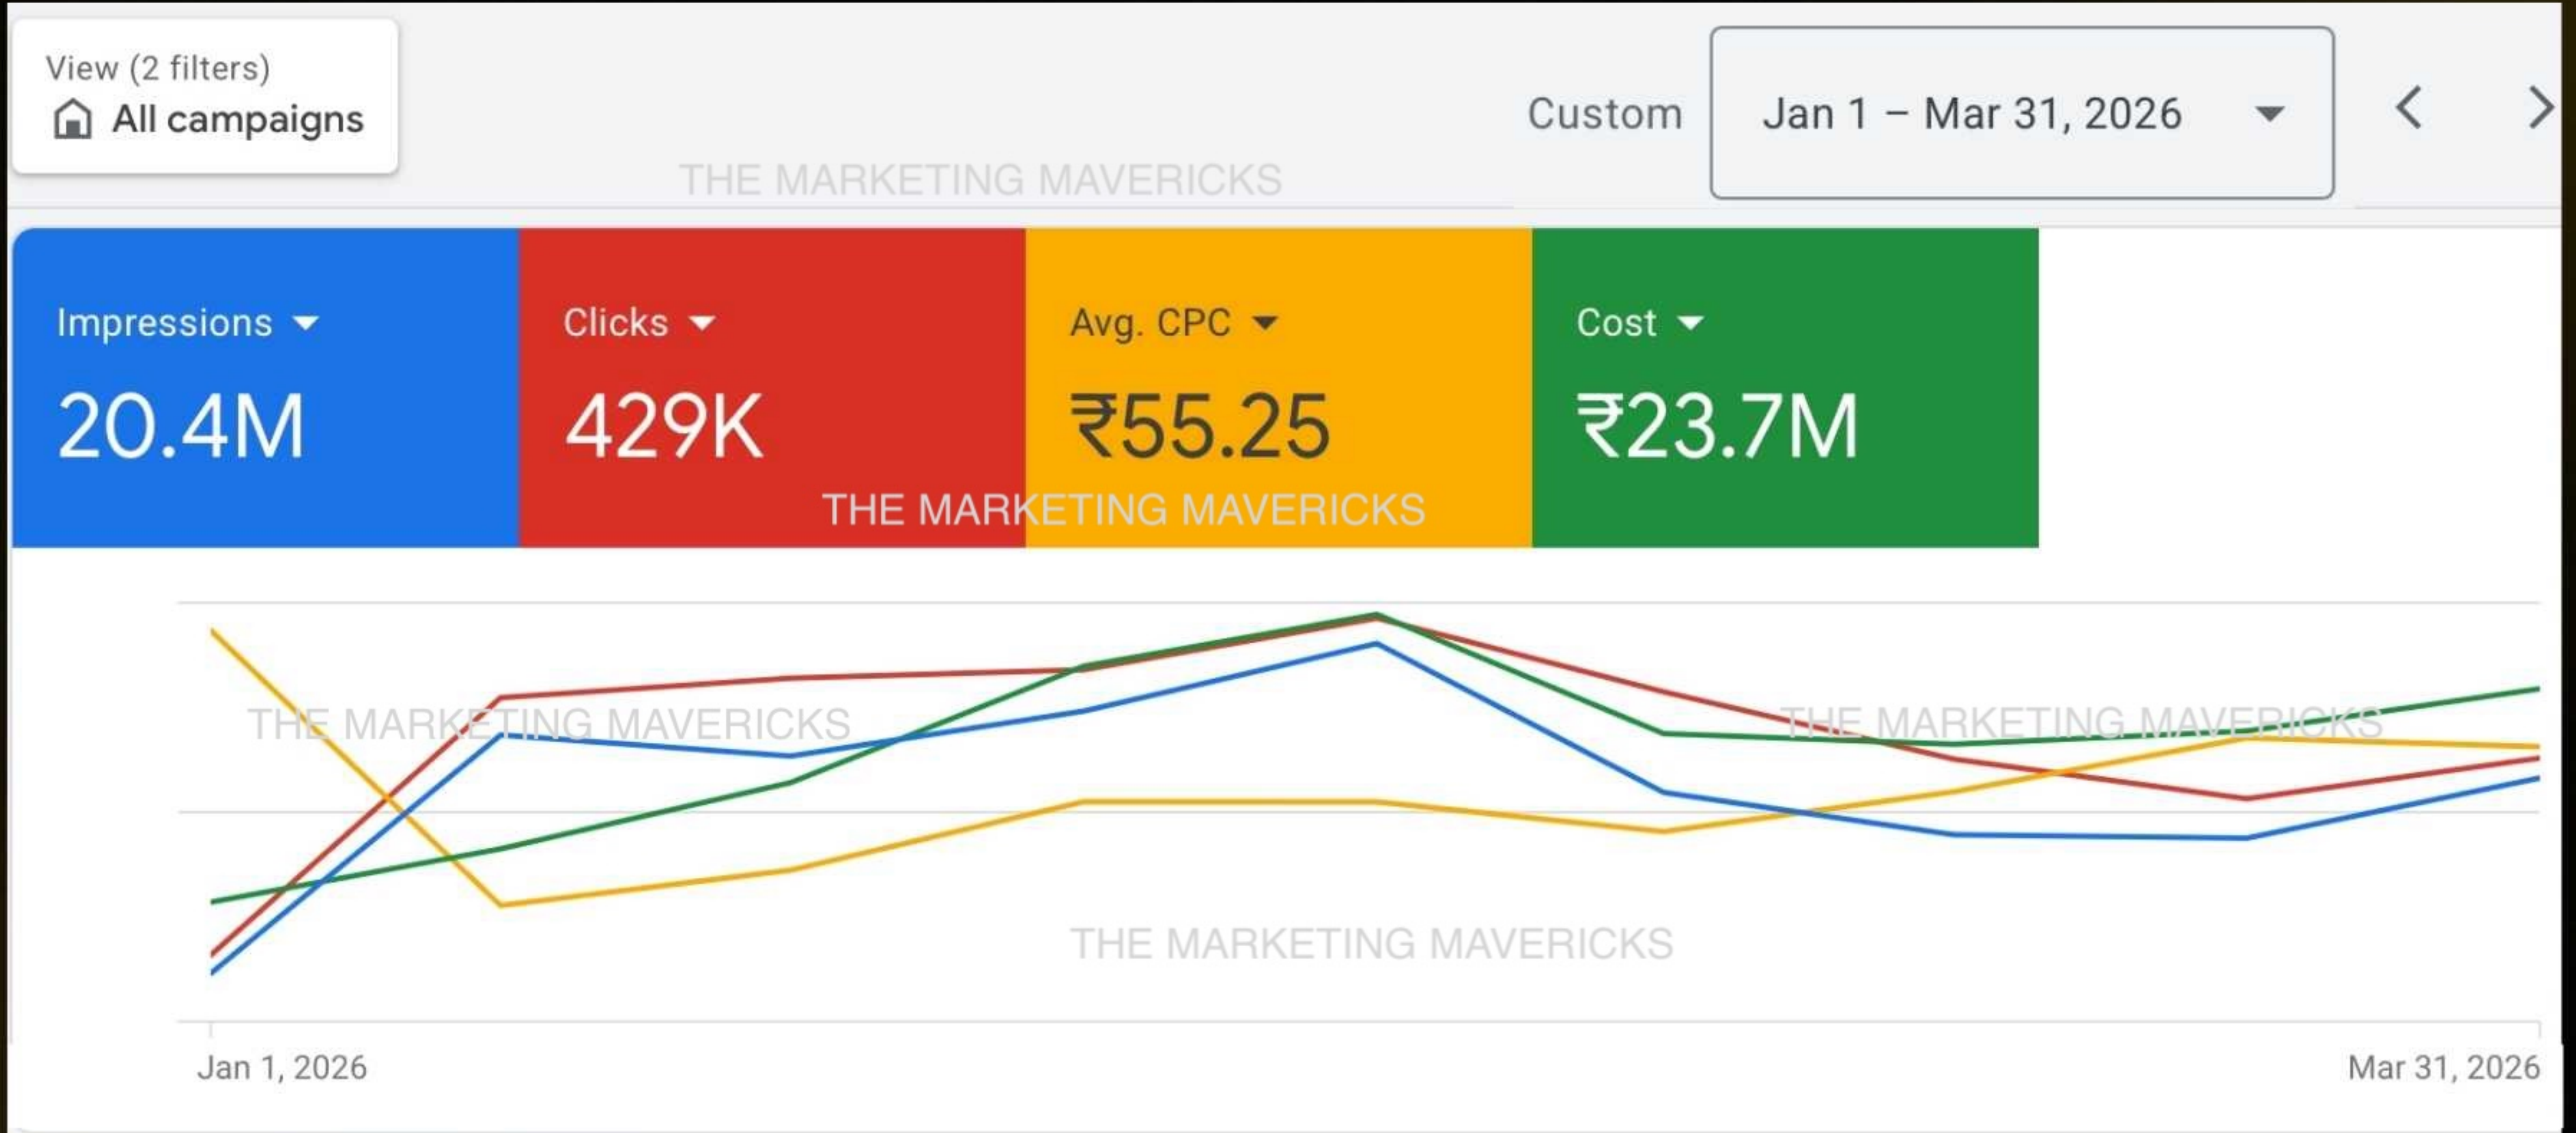 View (2 filters)
All campaigns
Custom
Jan 1 – Mar 31, 2026
THE MARKETING MAVERICKS
Impressions
Clicks
Avg. CPC
Cost
20.4M
429K
₹55.25
₹23.7M
THE MARKETING MAVERICKS
THE MARKETING MAVERICKS
THE MARKETING MAVERICKS
THE MARKETING MAVERICKS
Jan 1, 2026
Mar 31, 2026